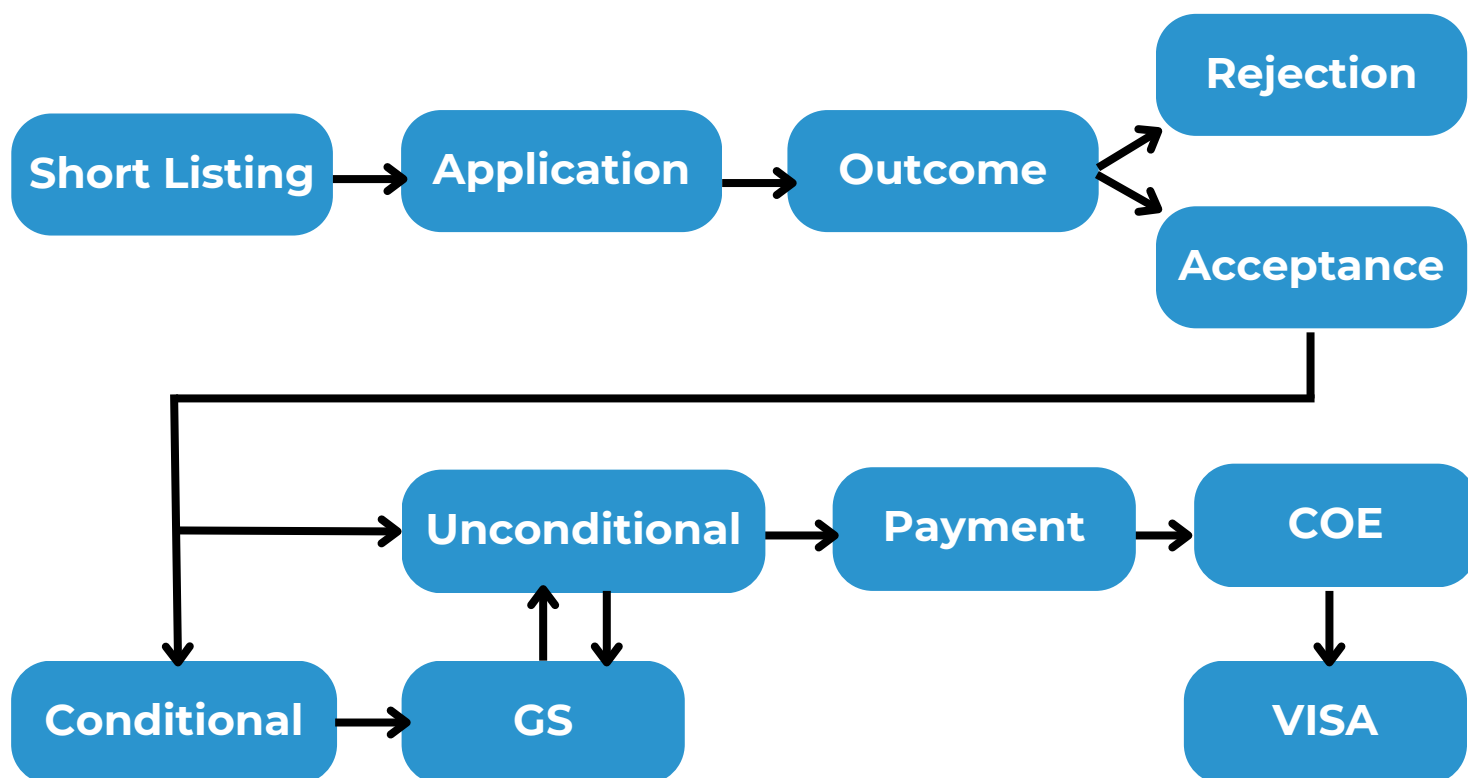 Short Listing
Application
Outcome
Rejection
Acceptance
Unconditional
Payment
COE
Conditional
GS
VISA